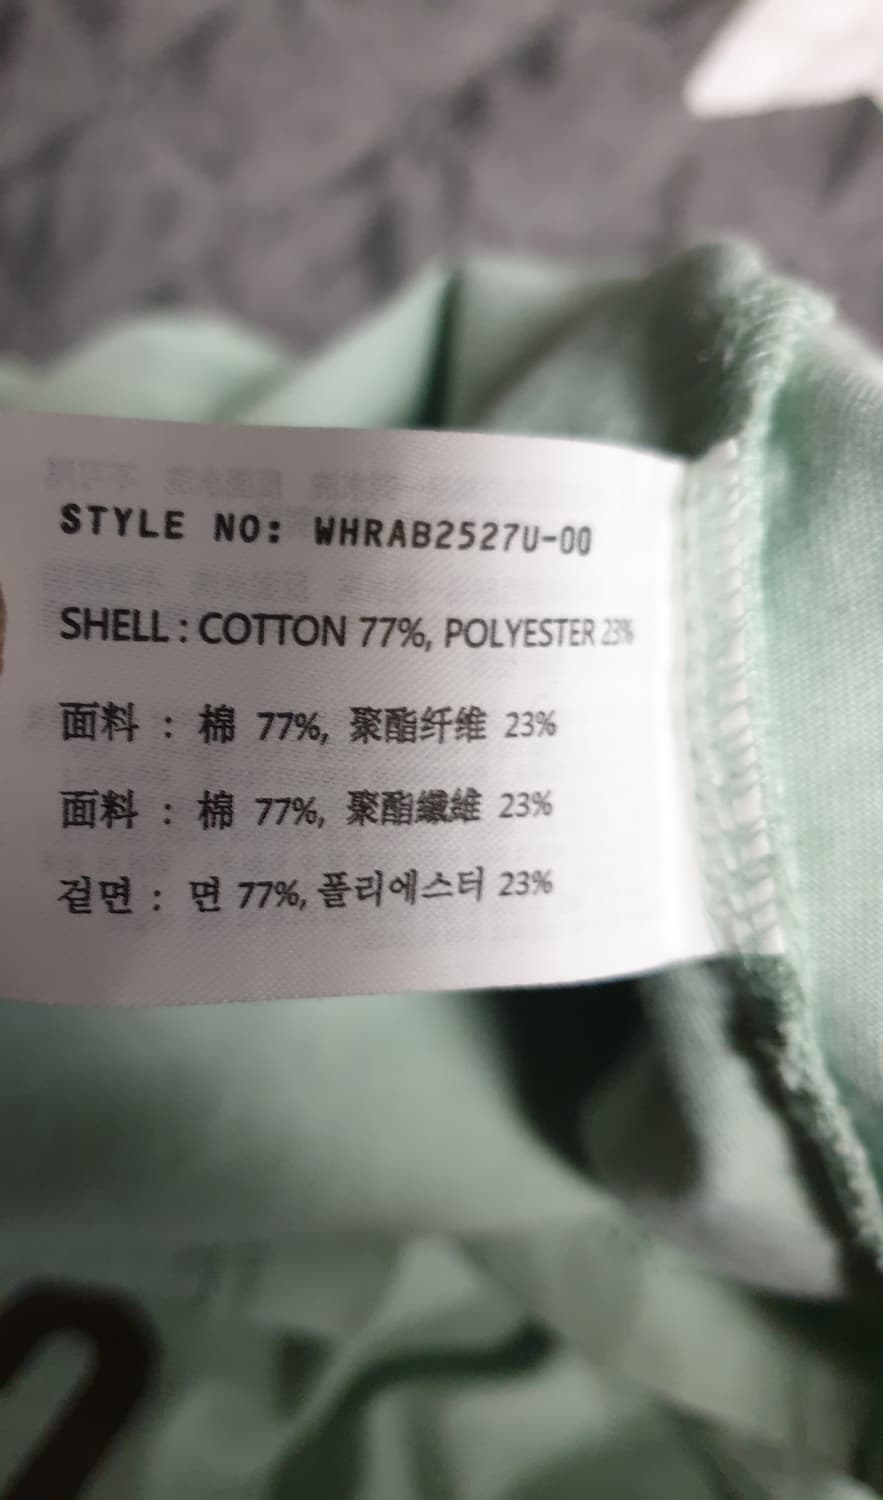 STYLE NO: WHRAB2527U-00
SHELL : COTTON 77%, POLYESTER 23%
面料 : 棉 77%, 聚酯纤维 23%
面料 : 棉 77%, 聚酯纖維 23%
겉면 : 면 77%, 폴리에스터 23%